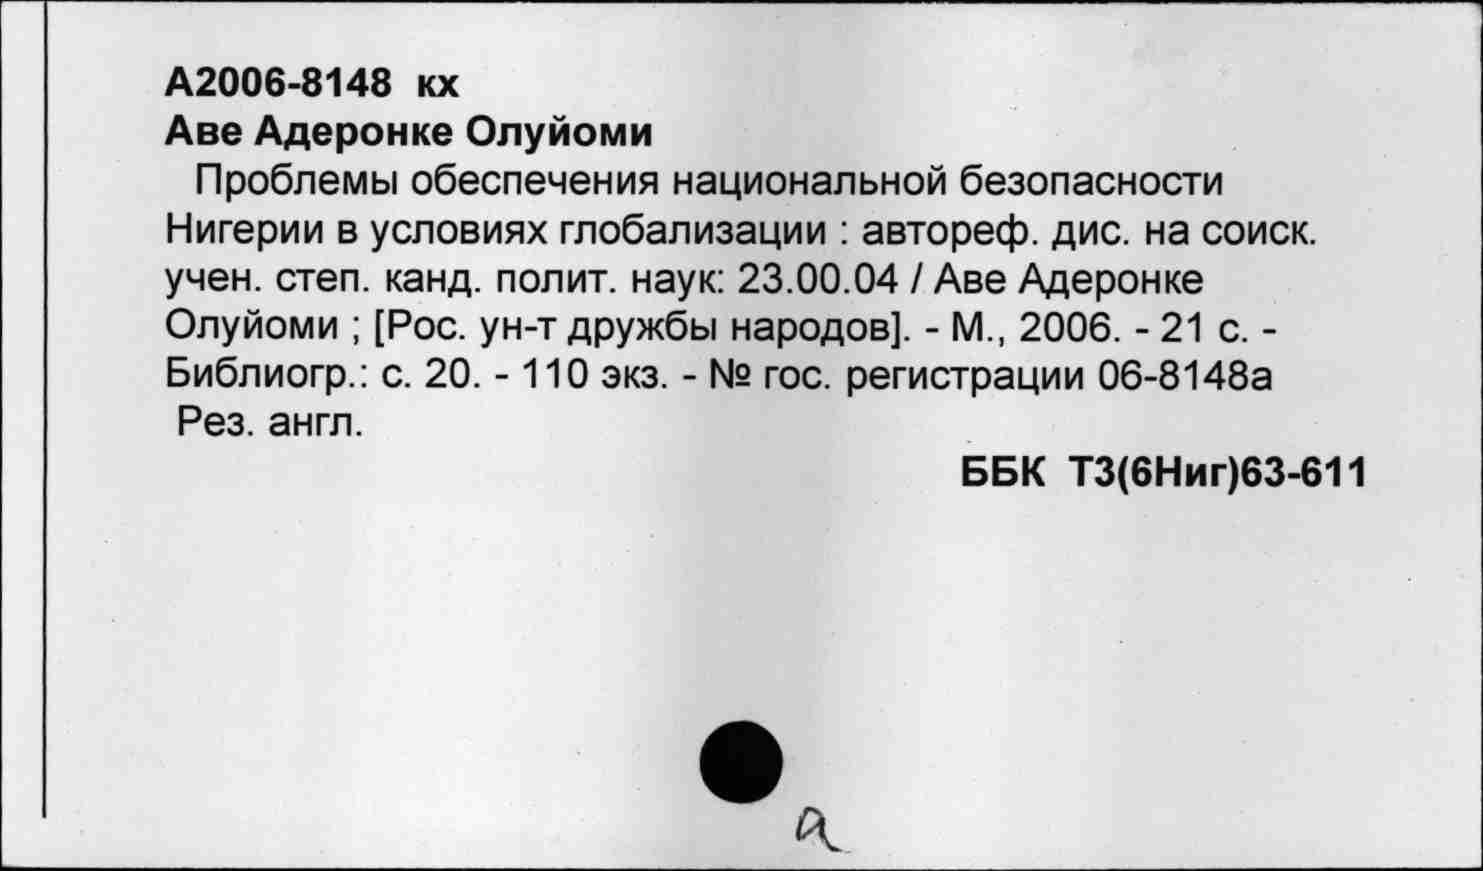 А2006-8148 кх
Аве Адеронке Олуйоми
Проблемы обеспечения национальной безопасности
Нигерии в условиях глобализации : автореф. дис. на соиск.
учен. степ. канд. полит. наук: 23.00.04 / Аве Адеронке
Олуйоми ; [Рос. ун-т дружбы народов]. - М., 2006. - 21 с. -
Библиогр.: с. 20. - 110 экз. - № гос. регистрации 06-8148а
Рез. англ.
ББК Т3(6Ниг)63-611
а